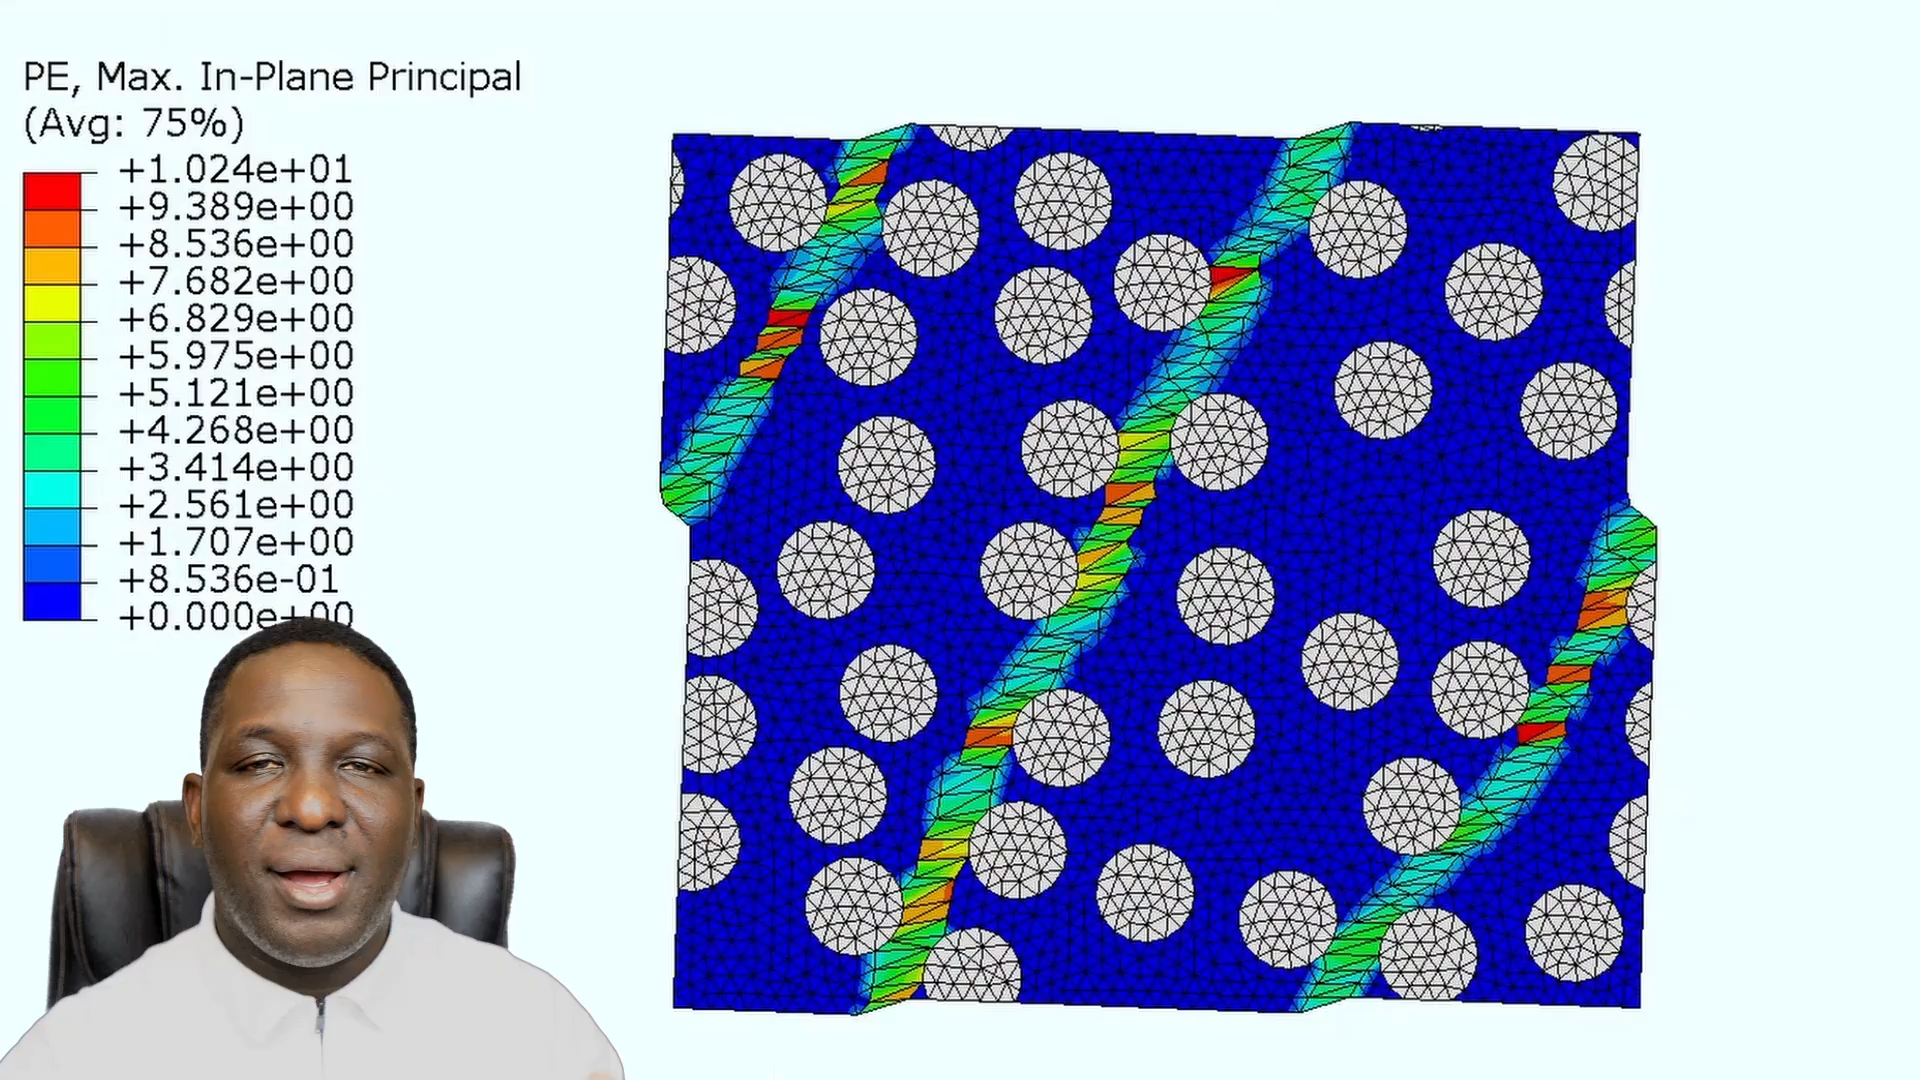 PE, Max. In-Plane Principal
(Avg: 75%)
+1.024e+01
+9.389e+00
+8.536e+00
+7.682e+00
+6.829e+00
+5.975e+00
+5.121e+00
+4.268e+00
+3.414e+00
+2.561e+00
+1.707e+00
+8.536e-01
+0.000e+00